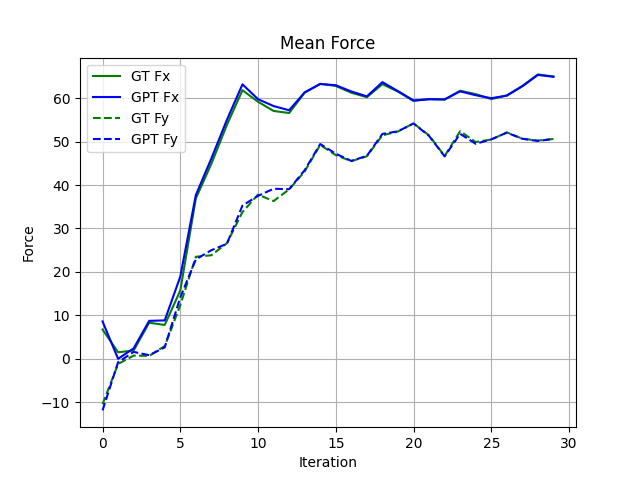 Mean Force
GT Fx
GPT Fx
GT Fy
GPT Fy
60
50
40
30
20
10
0
−10
Force
0 5 10 15 20 25 30
Iteration